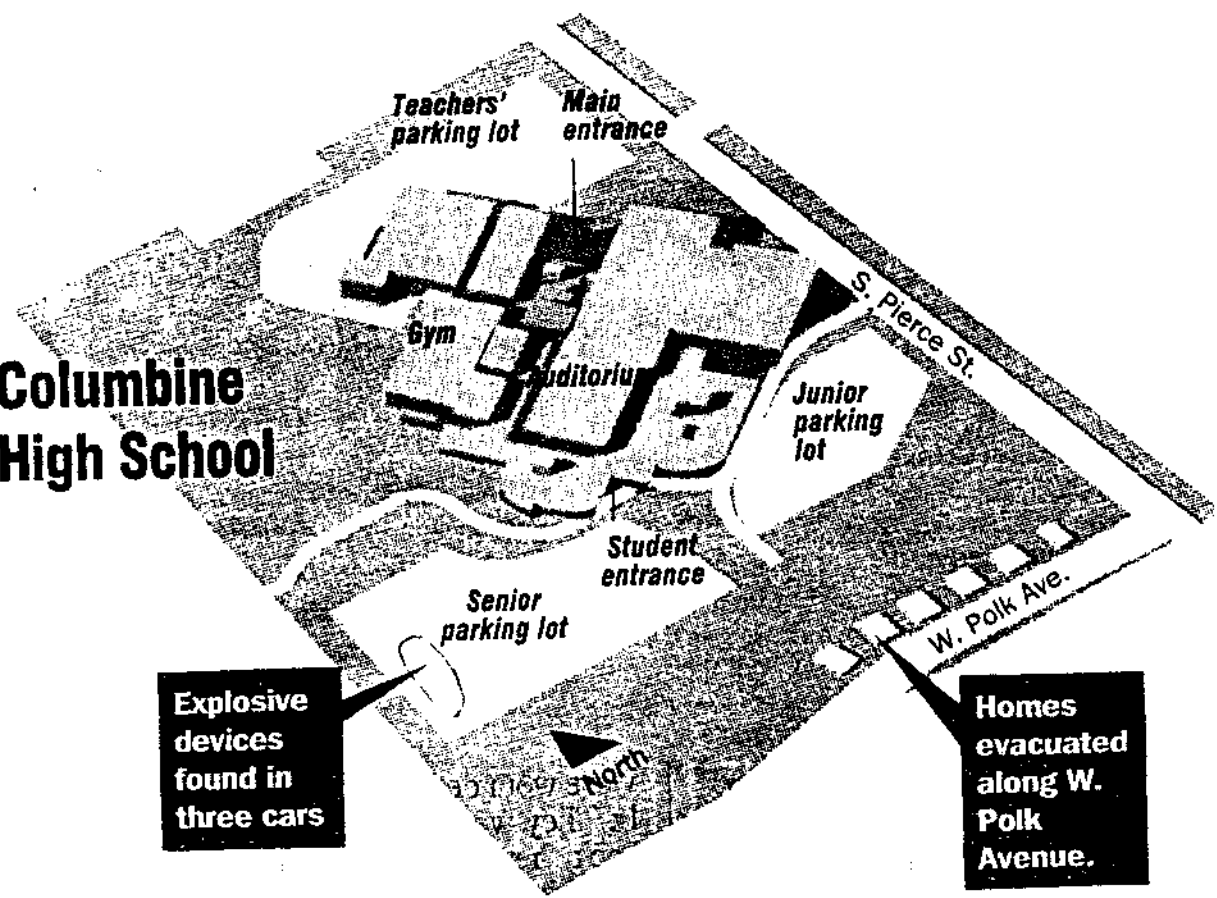 Teachers'
parking lot
Main
entrance
S. Pierce St.
Gym
Auditorium
Columbine
High School
Junior
parking
lot
Student
entrance
Senior
parking lot
W. Polk Ave.
Explosive
devices
found in
three cars
North
Homes
evacuated
along W.
Polk
Avenue.